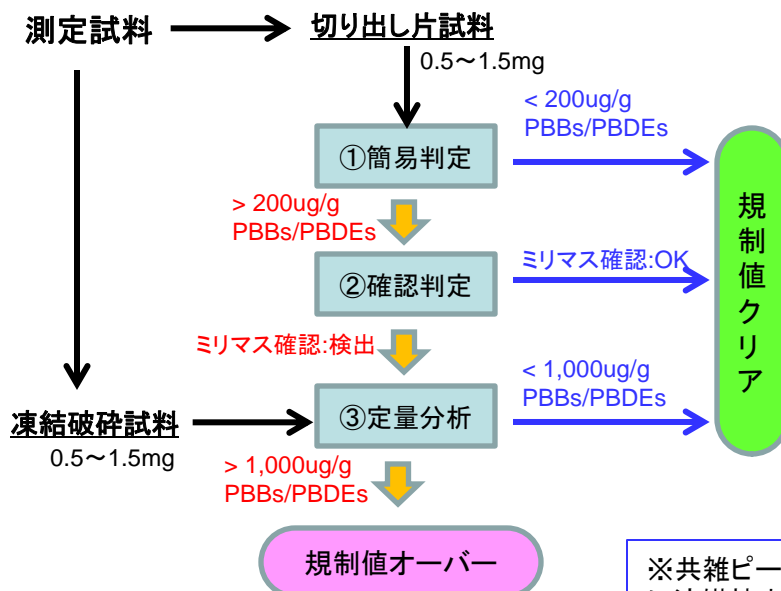 測定試料
切り出し片試料
0.5～1.5mg
< 200ug/g
PBBs/PBDEs
①簡易判定
> 200ug/g
PBBs/PBDEs
②確認判定
ミリマス確認:OK
規制値クリア
ミリマス確認:検出
< 1,000ug/g
PBBs/PBDEs
③定量分析
凍結破砕試料
0.5～1.5mg
> 1,000ug/g
PBBs/PBDEs
規制値オーバー
※共雑ピー